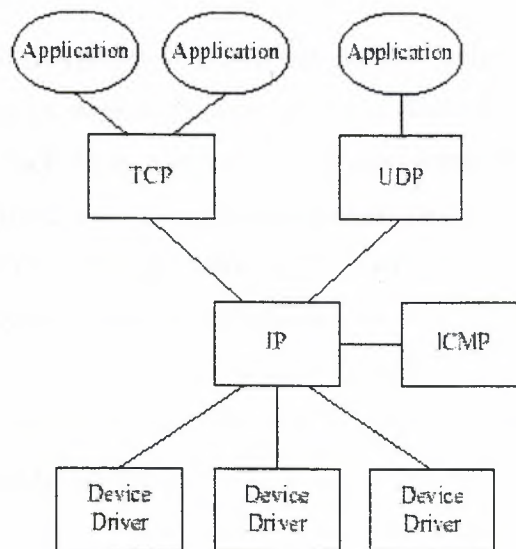 Application Application Application
TCP UDP
IP ICMP
Device Device Device
Driver Driver Driver